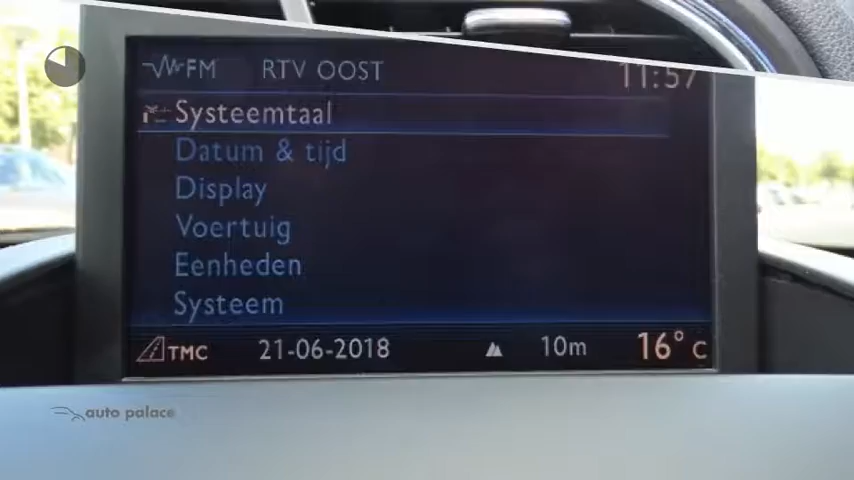 FM RTV OOST 11:57
Systeemtaal
Datum & tijd
Display
Voertuig
Eenheden
Systeem
TMC 21-06-2018 10m 16° C
auto palace